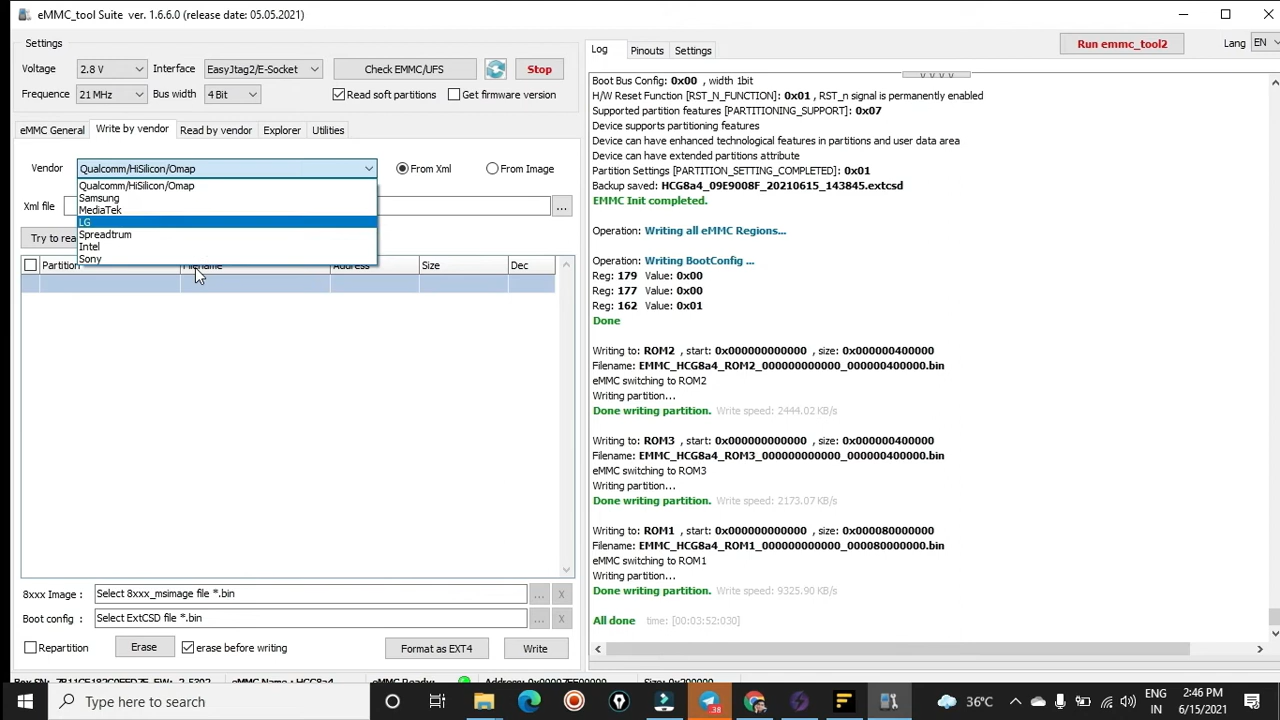 eMMC_tool Suite ver. 1.6.6.0 (release date: 05.05.2021)
Settings
Voltage 2.8 V Interface EasyJtag2/E-Socket Check EMMC/UFS Stop
Frequence 21 MHz Bus width 4 Bit Read soft partitions Get firmware version
eMMC General Write by vendor Read by vendor Explorer Utilities
Vendor Qualcomm/HiSilicon/Omap From Xml From Image
Qualcomm/HiSilicon/Omap
Samsung
MediaTek
LG
Spreadtrum
Intel
Sony
Xml file ...
Try to rea
Partition Filename Address Size Dec
8xxx Image : Select 8xxx_msimage file *.bin ... X
Boot config : Select ExtCSD file *.bin ... X
Repartition Erase erase before writing Format as EXT4 Write
Log Pinouts Settings Run emmc_tool2 Lang EN
Boot Bus Config: 0x00 , width 1bit
H/W Reset Function [RST_N_FUNCTION]: 0x01 , RST_n signal is permanently enabled
Supported partition features [PARTITIONING_SUPPORT]: 0x07
Device supports partitioning features
Device can have enhanced technological features in partitions and user data area
Device can have extended partitions attribute
Partition Settings [PARTITION_SETTING_COMPLETED]: 0x01
Backup saved: HCG8a4_09E9008F_20210615_143845.extcsd
EMMC Init completed.
Operation: Writing all eMMC Regions...
Operation: Writing BootConfig ...
Reg: 179 Value: 0x00
Reg: 177 Value: 0x00
Reg: 162 Value: 0x01
Done
Writing to: ROM2 , start: 0x000000000000 , size: 0x000000400000
Filename: EMMC_HCG8a4_ROM2_000000000000_000000400000.bin
eMMC switching to ROM2
Writing partition...
Done writing partition. Write speed: 2444.02 KB/s
Writing to: ROM3 , start: 0x000000000000 , size: 0x000000400000
Filename: EMMC_HCG8a4_ROM3_000000000000_000000400000.bin
eMMC switching to ROM3
Writing partition...
Done writing partition. Write speed: 2173.07 KB/s
Writing to: ROM1 , start: 0x000000000000 , size: 0x000080000000
Filename: EMMC_HCG8a4_ROM1_000000000000_000080000000.bin
eMMC switching to ROM1
Writing partition...
Done writing partition. Write speed: 9325.90 KB/s
All done time: [00:03:52:030]
eMMC Name : HCG8a4 eMMC Ready:
Type here to search 38 36°C ENG 2:46 PM
IN 6/15/2021